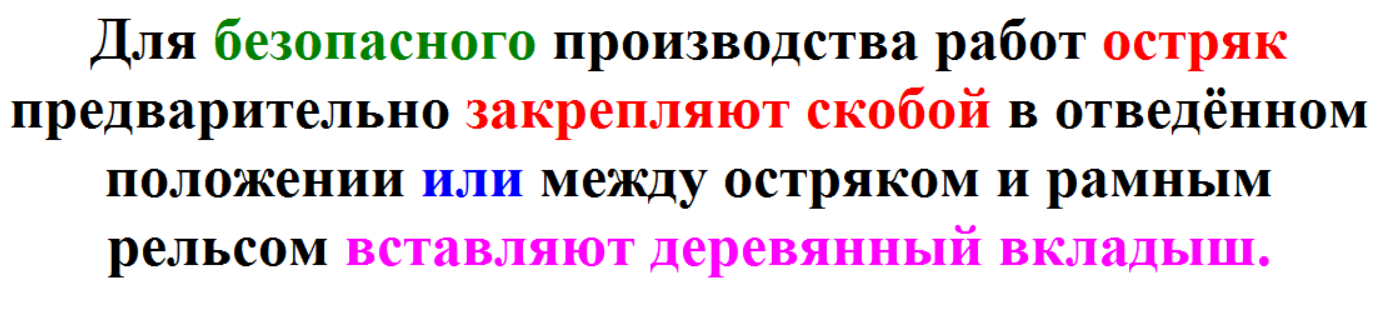 Для безопасного производства работ остряк
предварительно закрепляют скобой в отведённом
положении или между остряком и рамным
рельсом вставляют деревянный вкладыш.